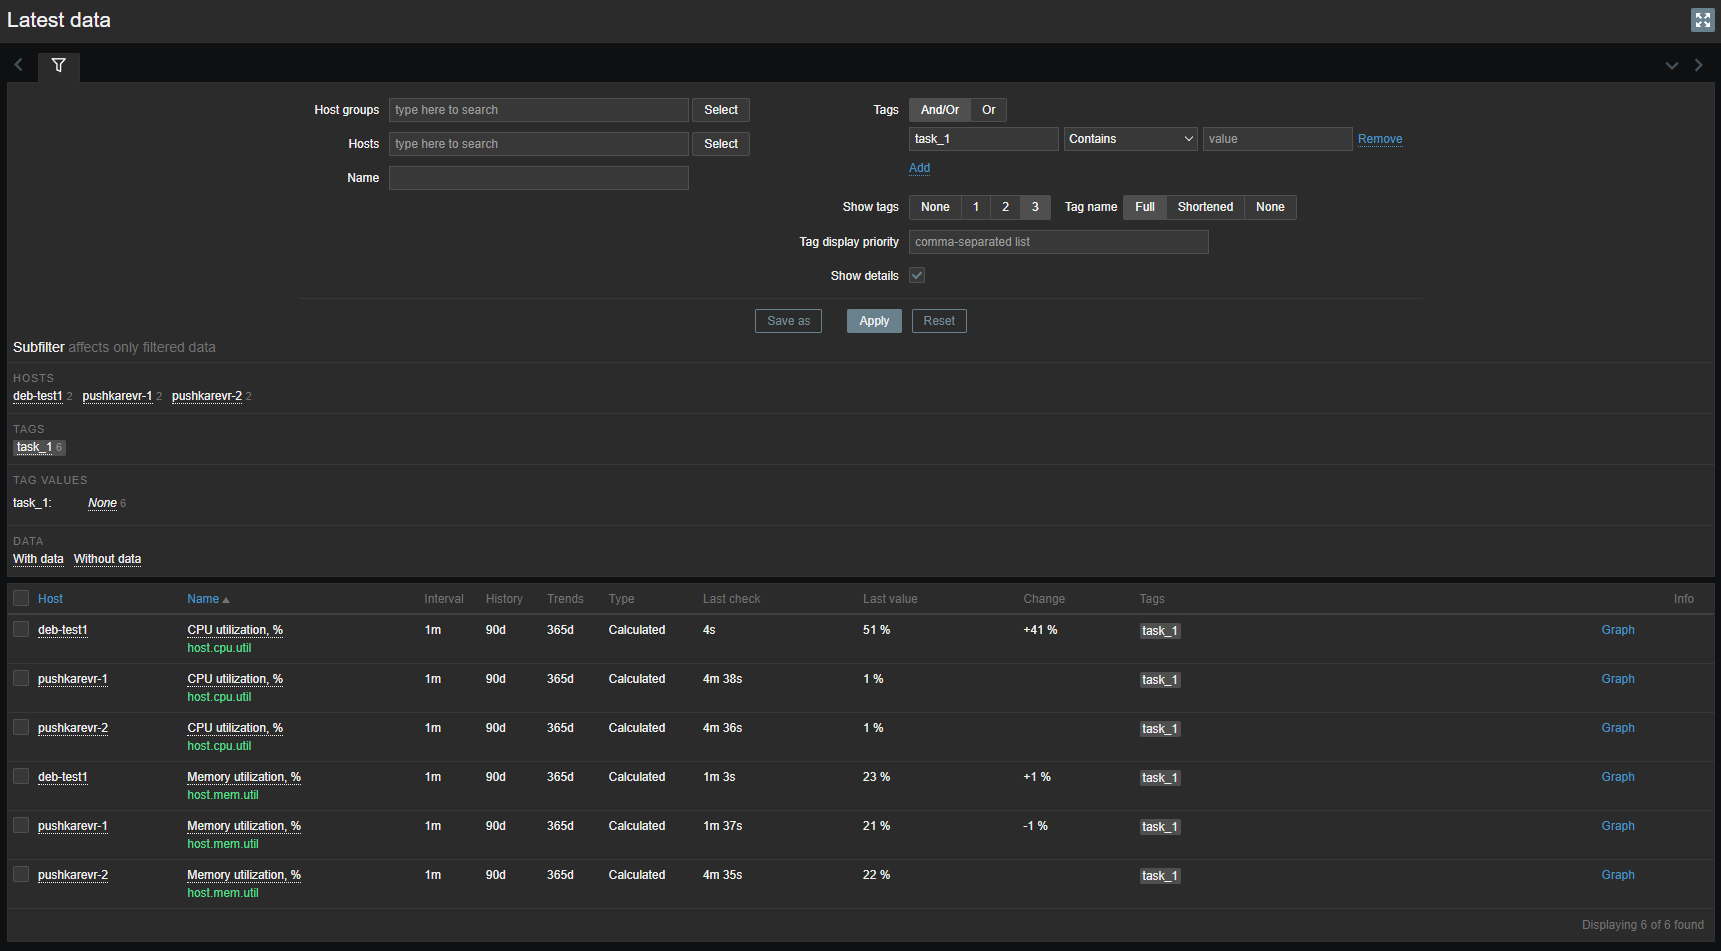 Latest data
Host groups type here to search Select Tags And/Or Or
Hosts type here to search Select task_1 Contains value Remove
Add
Name
Show tags None 1 2 3 Tag name Full Shortened None
Tag display priority comma-separated list
Show details
Save as Apply Reset
Subfilter affects only filtered data
HOSTS
deb-test1 2 pushkarevr-1 2 pushkarevr-2 2
TAGS
task_1 6
TAG VALUES
task_1: None 6
DATA
With data Without data
Host Name Interval History Trends Type Last check Last value Change Tags Info
deb-test1 CPU utilization, % 1m 90d 365d Calculated 4s 51 % +41 % task_1 Graph
host.cpu.util
pushkarevr-1 CPU utilization, % 1m 90d 365d Calculated 4m 38s 1 % task_1 Graph
host.cpu.util
pushkarevr-2 CPU utilization, % 1m 90d 365d Calculated 4m 36s 1 % task_1 Graph
host.cpu.util
deb-test1 Memory utilization, % 1m 90d 365d Calculated 1m 3s 23 % +1 % task_1 Graph
host.mem.util
pushkarevr-1 Memory utilization, % 1m 90d 365d Calculated 1m 37s 21 % -1 % task_1 Graph
host.mem.util
pushkarevr-2 Memory utilization, % 1m 90d 365d Calculated 4m 35s 22 % task_1 Graph
host.mem.util
Displaying 6 of 6 found